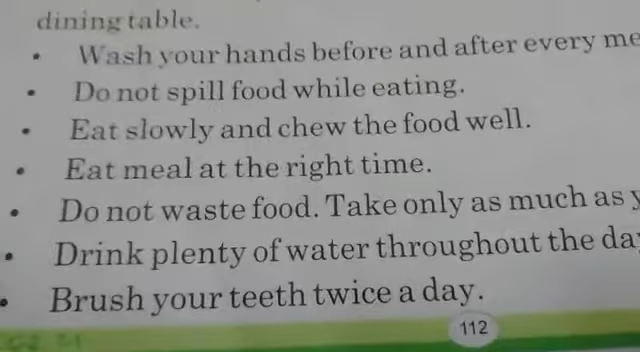 dining table.
• Wash your hands before and after every me
• Do not spill food while eating.
• Eat slowly and chew the food well.
• Eat meal at the right time.
• Do not waste food. Take only as much as y
• Drink plenty of water throughout the da
• Brush your teeth twice a day.
112